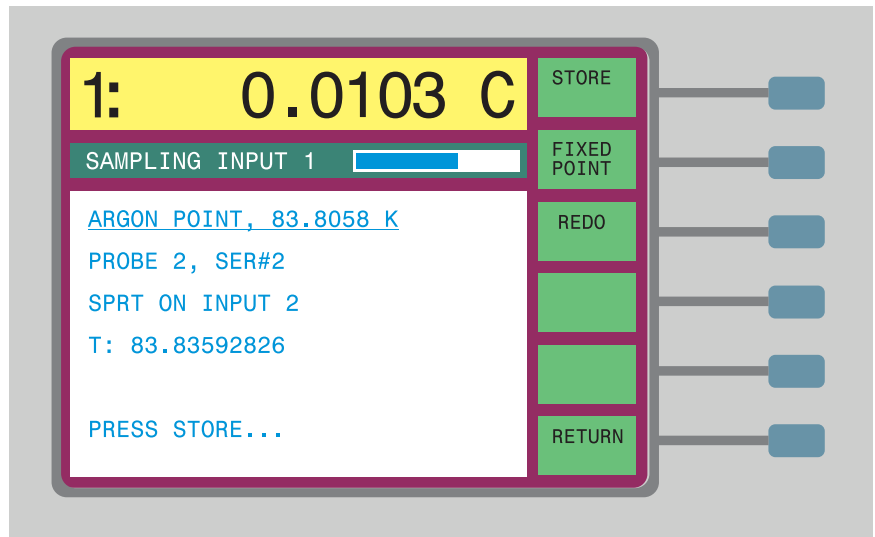 1: 0.0103 C
SAMPLING INPUT 1
ARGON POINT, 83.8058 K
PROBE 2, SER#2
SPRT ON INPUT 2
T: 83.83592826
PRESS STORE...
STORE
FIXED
POINT
REDO
RETURN